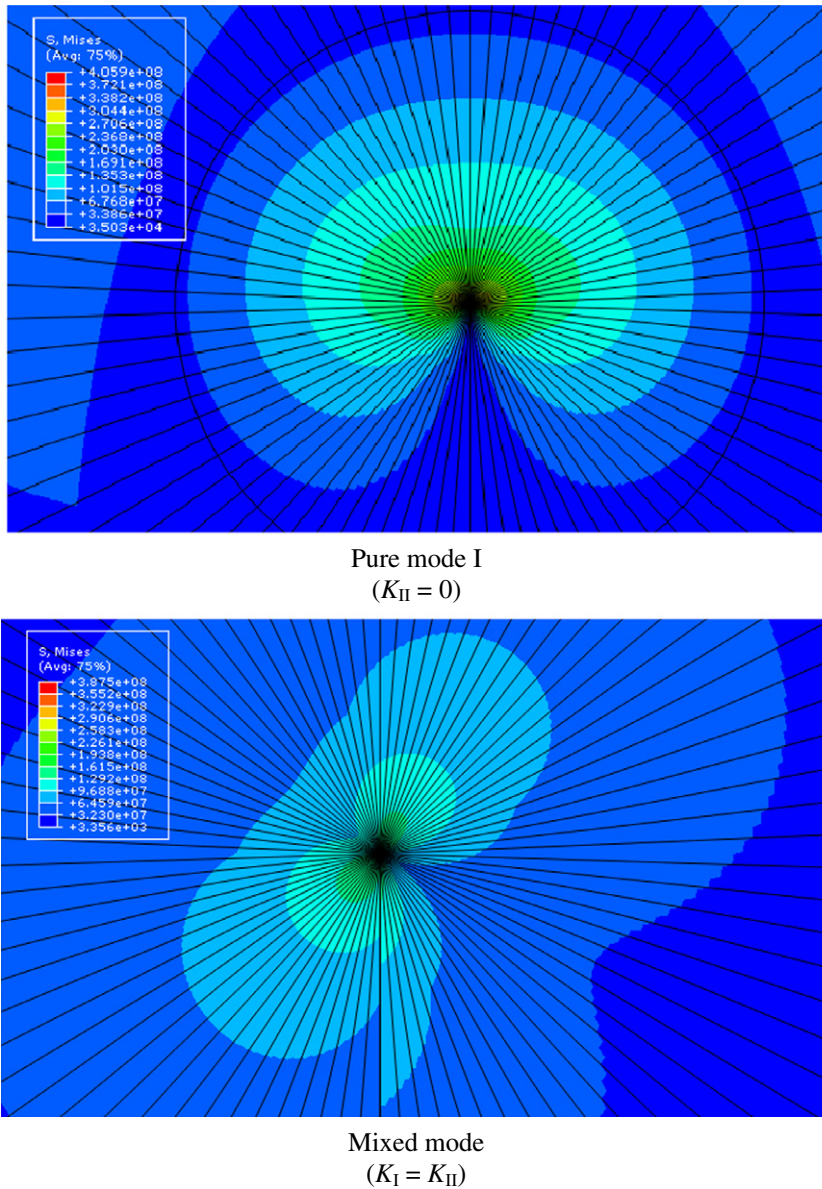 S, Mises
(Avg: 75%)
+4.059e+08
+3.721e+08
+3.382e+08
+3.044e+08
+2.706e+08
+2.368e+08
+2.030e+08
+1.691e+08
+1.353e+08
+1.015e+08
+6.768e+07
+3.386e+07
+3.503e+04
Pure mode I
(K_II = 0)
S, Mises
(Avg: 75%)
+3.875e+08
+3.552e+08
+3.229e+08
+2.906e+08
+2.583e+08
+2.261e+08
+1.938e+08
+1.615e+08
+1.292e+08
+9.688e+07
+6.459e+07
+3.230e+07
+3.356e+03
Mixed mode
(K_I = K_II)